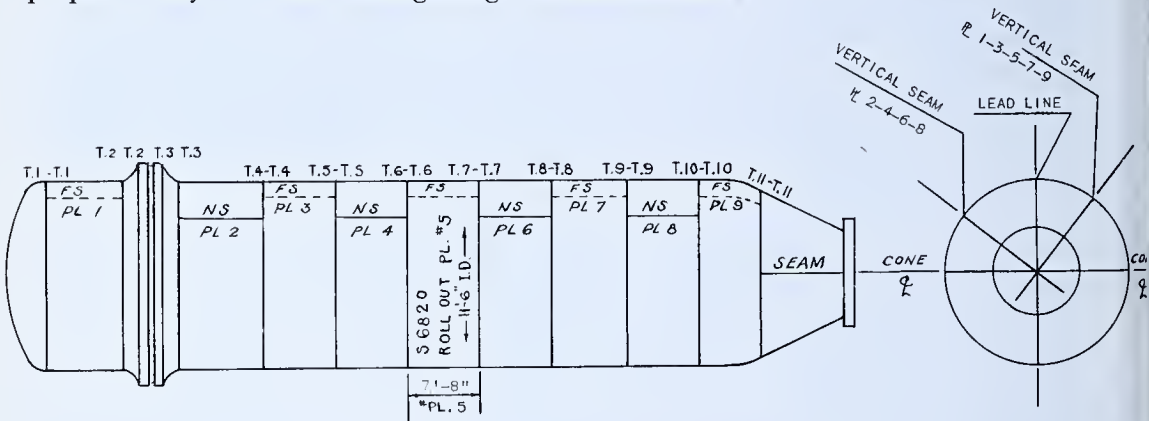 VERTICAL SEAM
℄ 1-3-5-7-9
VERTICAL SEAM
℄ 2-4-6-8
LEAD LINE
T.1-T.1
T.2 T.2
T.3 T.3
T.4-T.4
T.5-T.5
T.6-T.6
T.7-T.7
T.8-T.8
T.9-T.9
T.10-T.10
T.11-T.11
FS
PL 1
NS
PL 2
FS
PL 3
NS
PL 4
FS
S 6820
ROLL OUT PL. #5
11'-6" I.D.
NS
PL 6
FS
PL 7
NS
PL 8
FS
PL 9
SEAM
CONE
℄
℄
7'-8"
#PL. 5